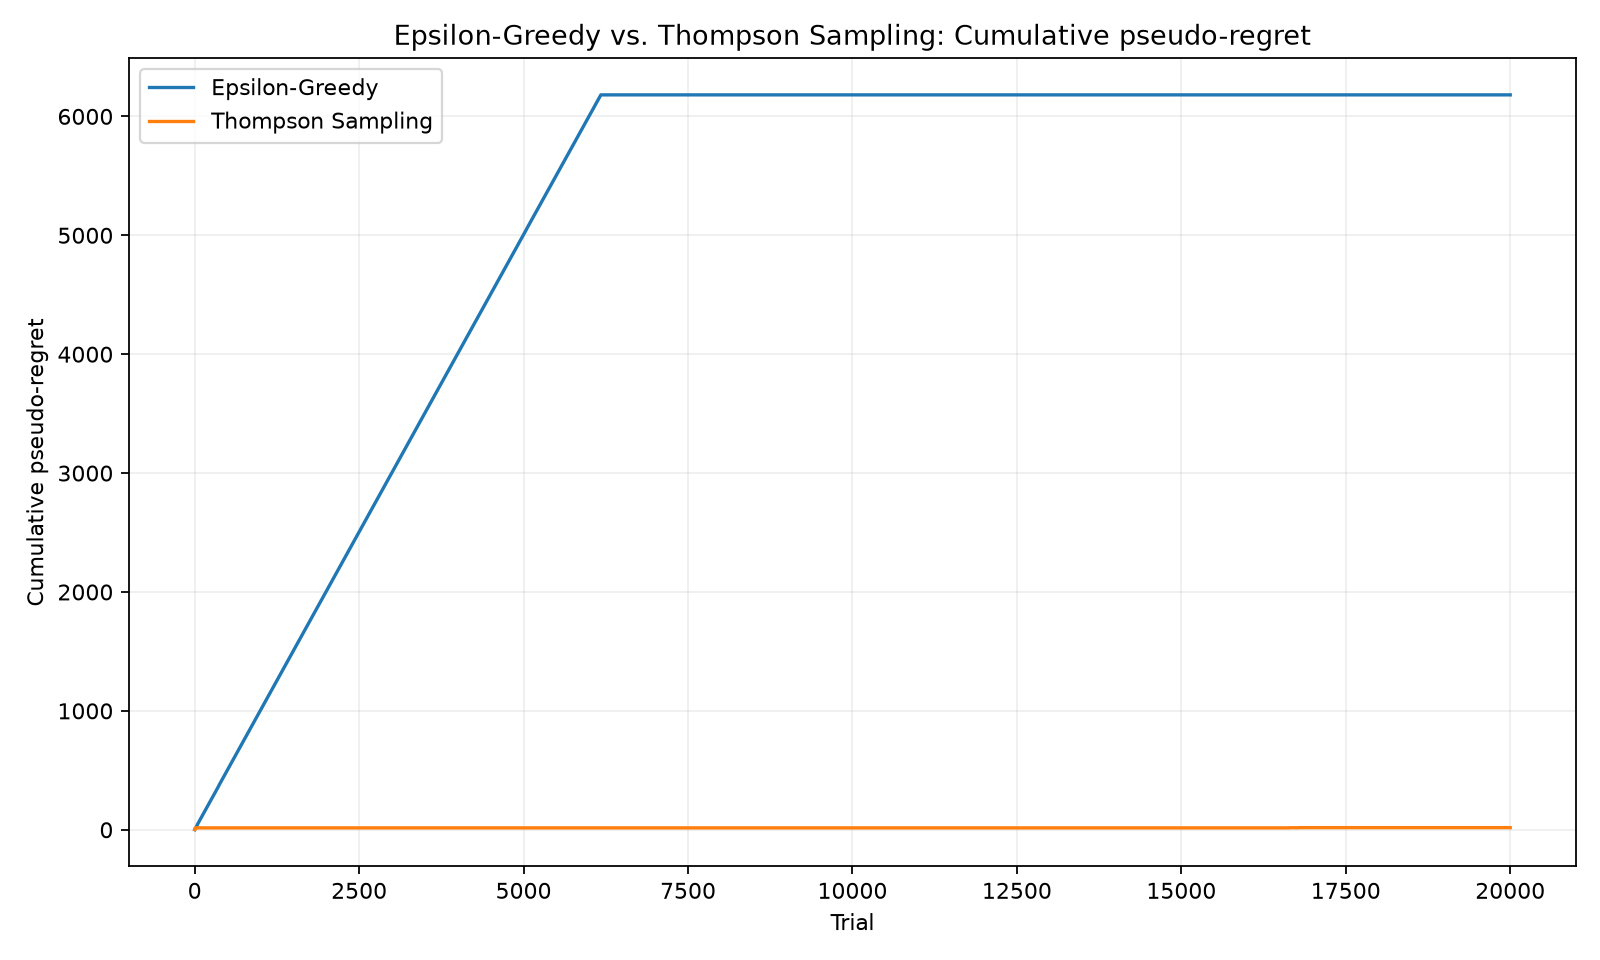 Epsilon-Greedy vs. Thompson Sampling: Cumulative pseudo-regret
Epsilon-Greedy
Thompson Sampling
6000
5000
4000
3000
2000
1000
0
Cumulative pseudo-regret
0 2500 5000 7500 10000 12500 15000 17500 20000
Trial